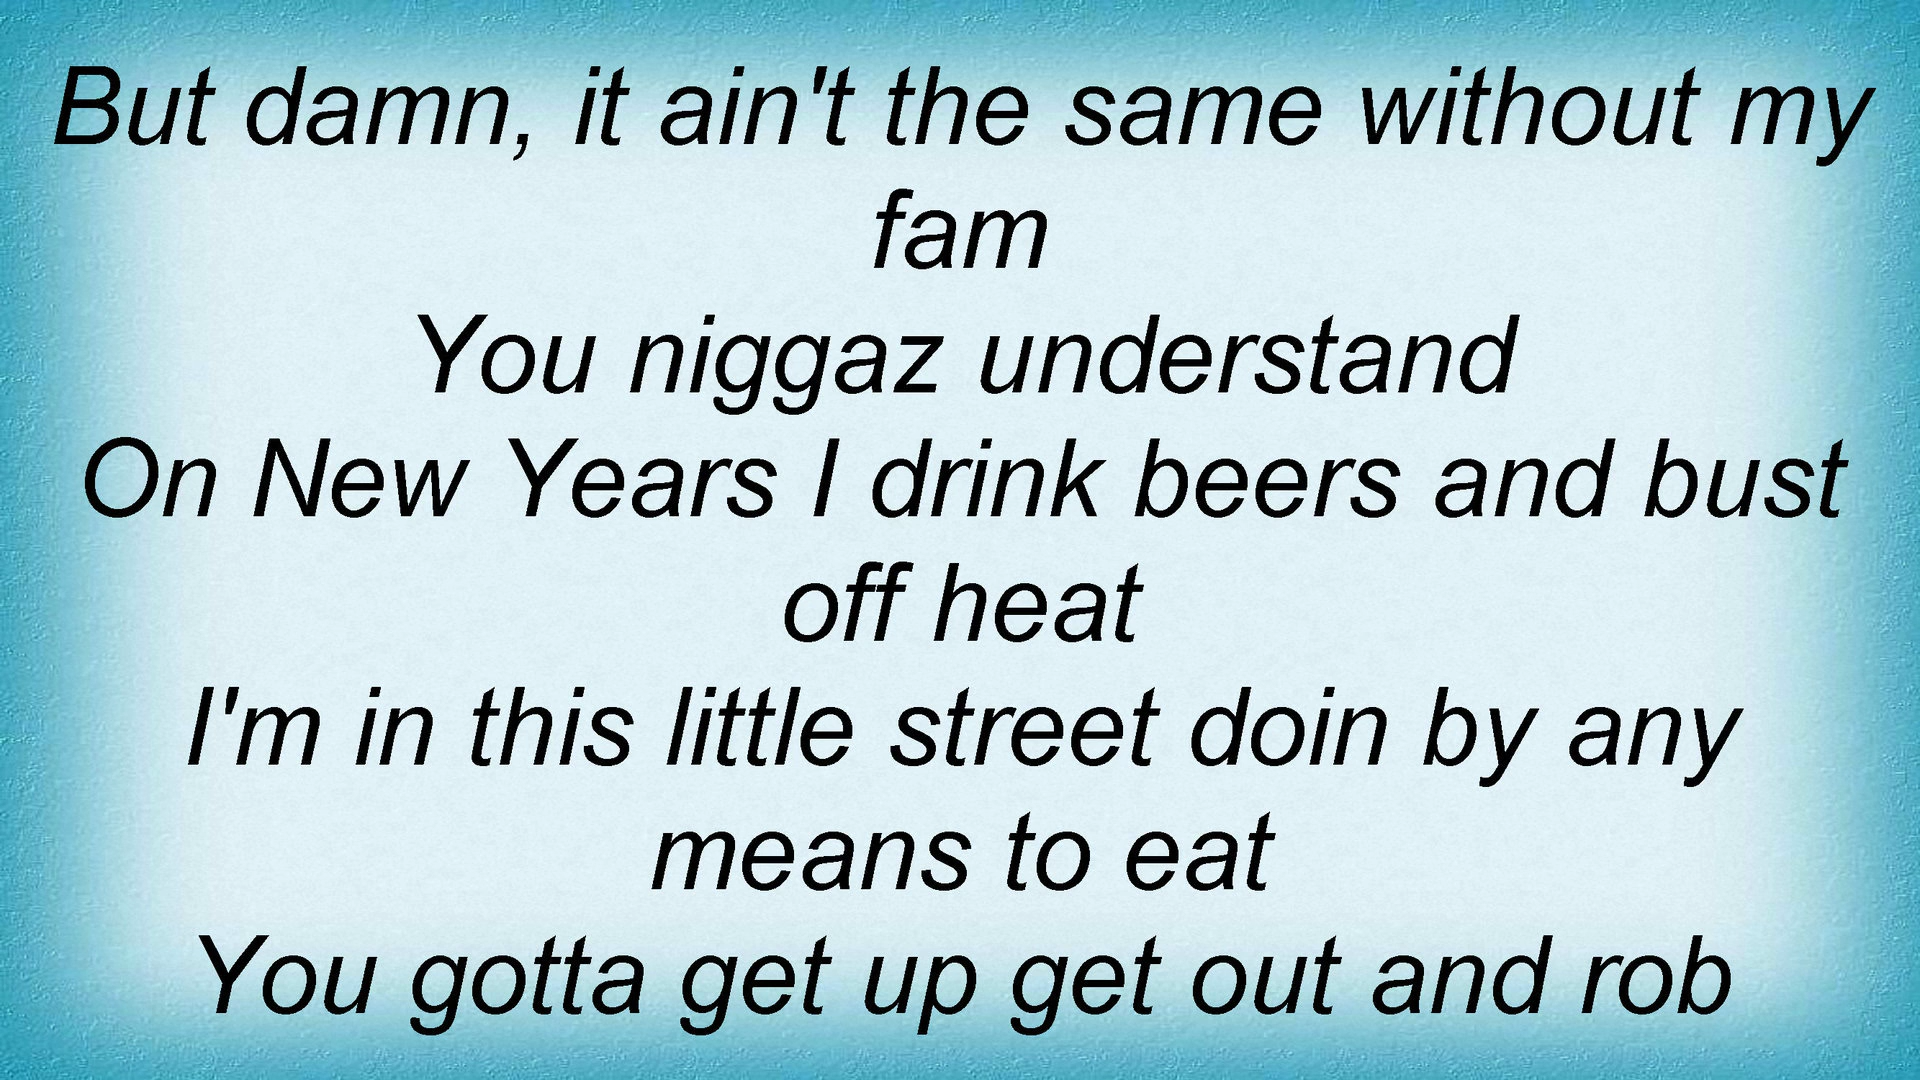 But damn, it ain't the same without my
fam
You niggaz understand
On New Years I drink beers and bust
off heat
I'm in this little street doin by any
means to eat
You gotta get up get out and rob